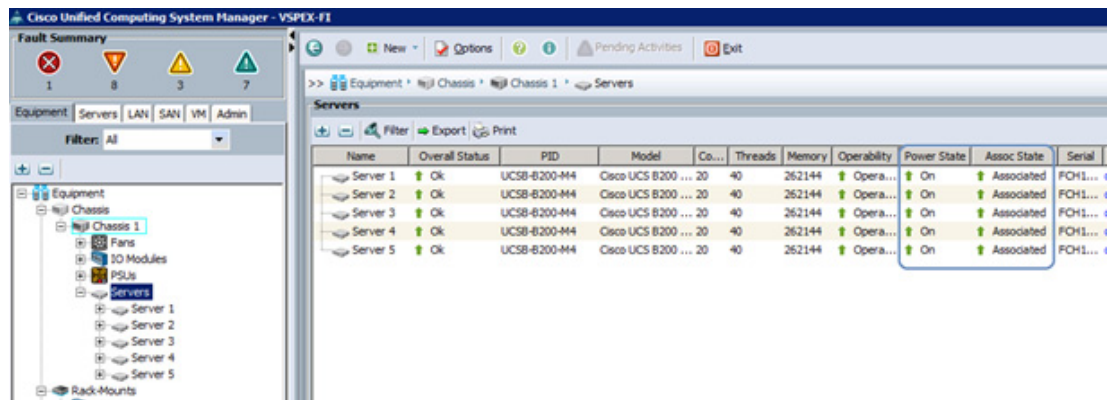 Cisco Unified Computing System Manager - VSPEX-FI
Fault Summary
1 8 3 7
New Options Pending Activities Exit
>> Equipment Chassis Chassis 1 Servers
Equipment Servers LAN SAN VM Admin
Filter: All
Servers
Filter Export Print
Name Overall Status PID Model Co... Threads Memory Operability Power State Assoc State Serial
Server 1 Ok UCSB-B200-M4 Cisco UCS B200 ... 20 40 262144 Opera... On Associated FCH1...
Server 2 Ok UCSB-B200-M4 Cisco UCS B200 ... 20 40 262144 Opera... On Associated FCH1...
Server 3 Ok UCSB-B200-M4 Cisco UCS B200 ... 20 40 262144 Opera... On Associated FCH1...
Server 4 Ok UCSB-B200-M4 Cisco UCS B200 ... 20 40 262144 Opera... On Associated FCH1...
Server 5 Ok UCSB-B200-M4 Cisco UCS B200 ... 20 40 262144 Opera... On Associated FCH1...
Equipment
Chassis
Chassis 1
Fans
IO Modules
PSUs
Servers
Server 1
Server 2
Server 3
Server 4
Server 5
Rack-Mounts